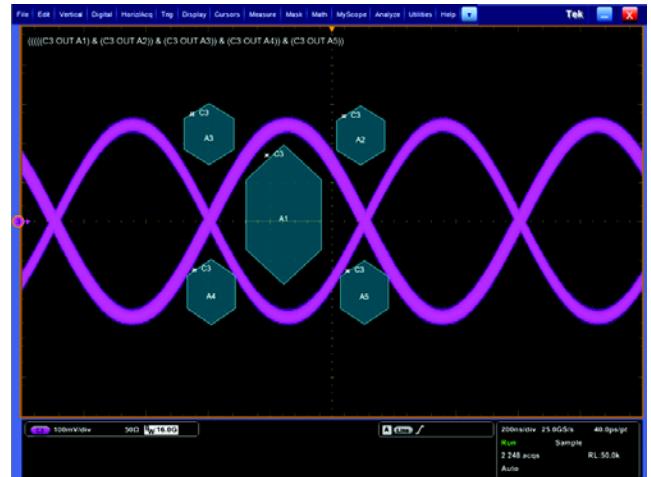 File Edit Vertical Digital Horiz/Acq Trig Display Cursors Measure Mask Math MyScope Analyze Utilities Help Tek X
(((((C3 OUT A1) & (C3 OUT A2)) & (C3 OUT A3)) & (C3 OUT A4)) & (C3 OUT A5))
C3 C3
A3 A2
C3
A1
C3 C3
A4 A5
100mV/div 50Ω 16.0G A Line 200ns/div 25.0GS/s 40.0ps/pt
Run Sample
2 248 acqs RL:50.0k
Auto